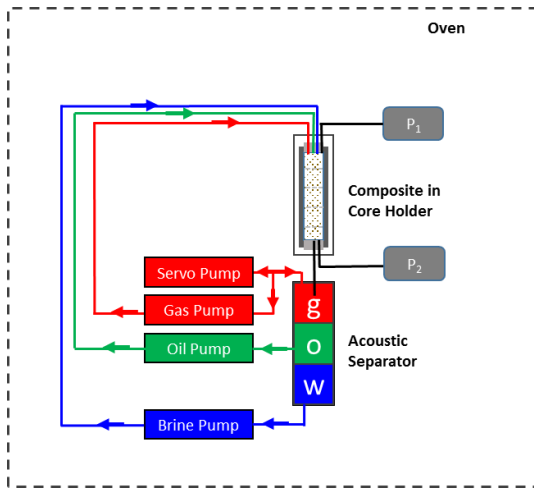 Oven
P1
Composite in
Core Holder
P2
Servo Pump
Gas Pump
g
Oil Pump
o
Acoustic
Separator
w
Brine Pump